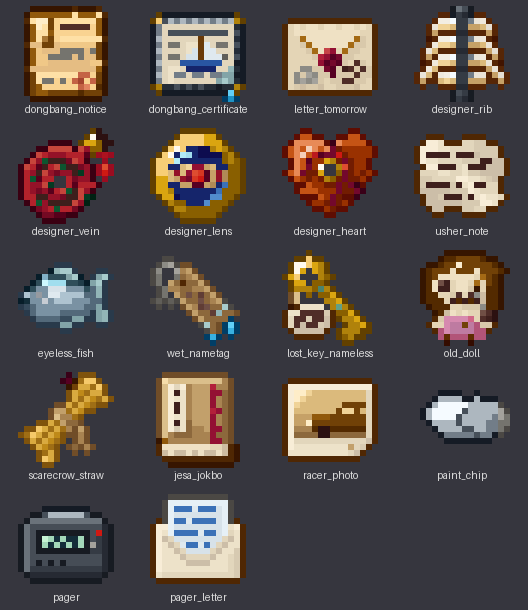 dongbang_notice
dongbang_certificate
letter_tomorrow
designer_rib
designer_vein
designer_lens
designer_heart
usher_note
eyeless_fish
wet_nametag
lost_key_nameless
old_doll
scarecrow_straw
jesa_jokbo
racer_photo
paint_chip
pager
pager_letter